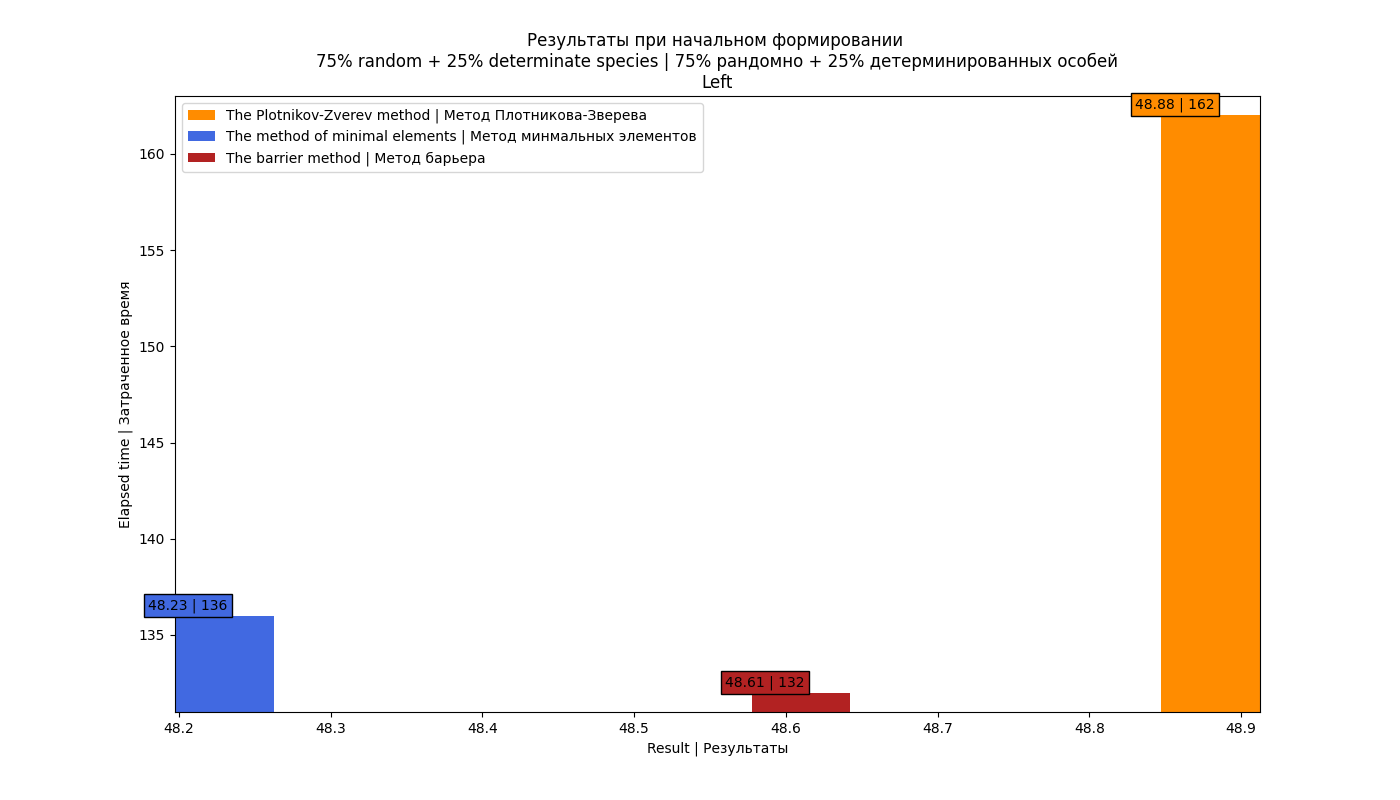 Результаты при начальном формировании
75% random + 25% determinate species | 75% рандомно + 25% детерминированных особей
Left
The Plotnikov-Zverev method | Метод Плотникова-Зверева
The method of minimal elements | Метод минмальных элементов
The barrier method | Метод барьера
48.88 | 162
48.23 | 136
48.61 | 132
160
155
150
145
140
135
Elapsed time | Затраченное время
48.2 48.3 48.4 48.5 48.6 48.7 48.8 48.9
Result | Результаты